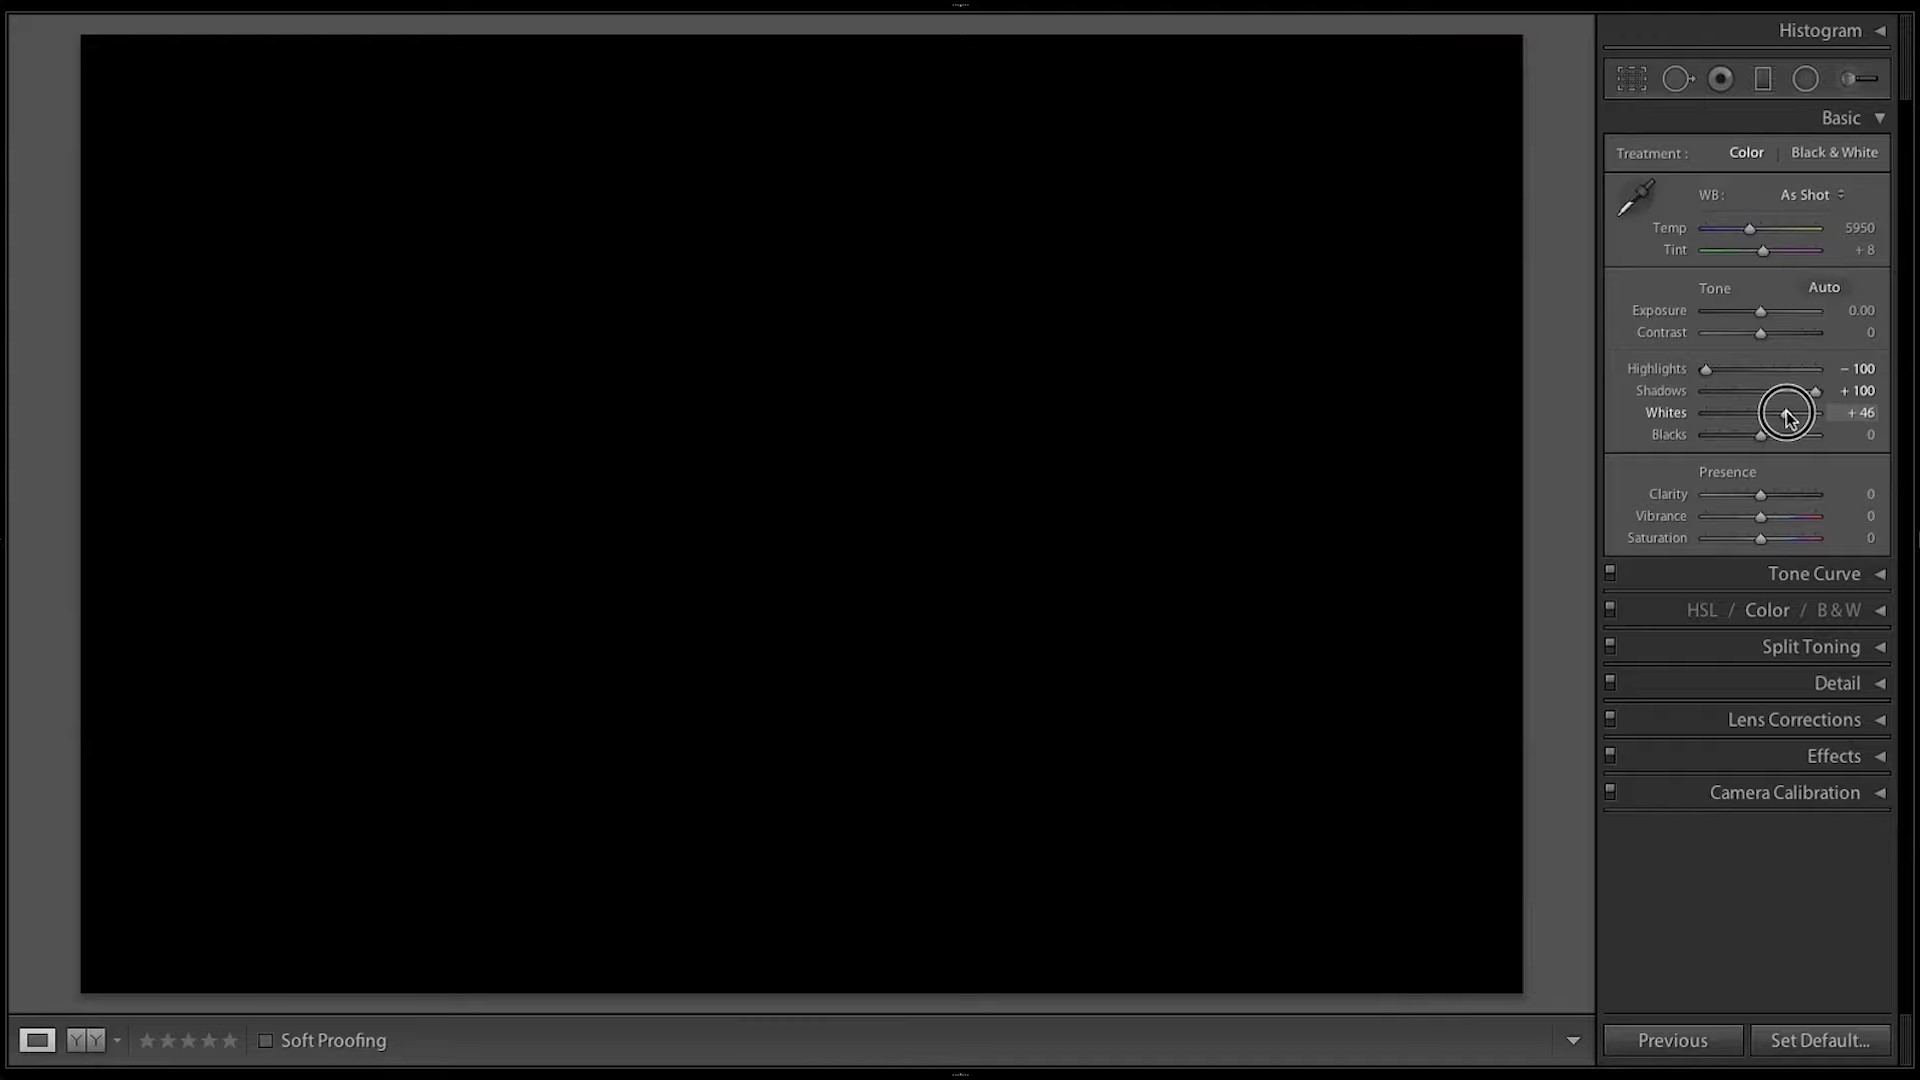 Histogram
Basic
Treatment : Color | Black & White
WB : As Shot
Temp 5950
Tint + 8
Tone Auto
Exposure 0.00
Contrast 0
Highlights – 100
Shadows + 100
Whites + 46
Blacks 0
Presence
Clarity 0
Vibrance 0
Saturation 0
Tone Curve
HSL / Color / B & W
Split Toning
Detail
Lens Corrections
Effects
Camera Calibration
Y Y Soft Proofing Previous Set Default...